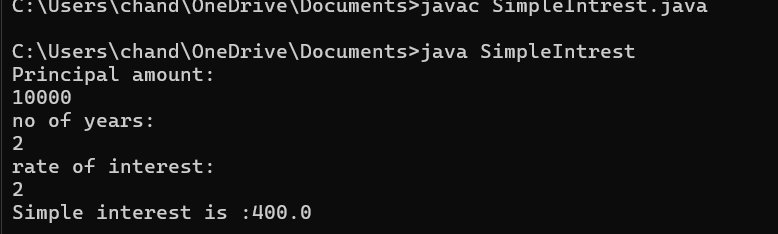 C:\Users\chand\OneDrive\Documents>javac SimpleIntrest.java
C:\Users\chand\OneDrive\Documents>java SimpleIntrest
Principal amount:
10000
no of years:
2
rate of interest:
2
Simple interest is :400.0